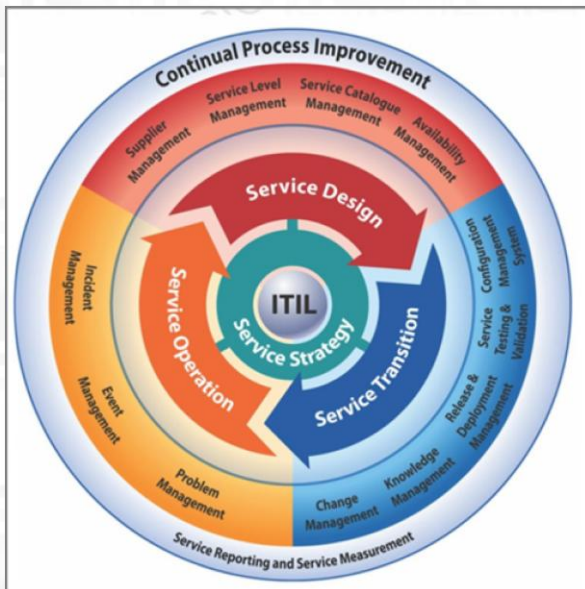 Continual Process Improvement
Supplier
Management
Service Level
Management
Service Catalogue
Management
Availability
Management
Configuration
Management
System
Service
Testing &
Validation
Release &
Deployment
Management
Knowledge
Management
Change
Management
Problem
Management
Event
Management
Incident
Management
Service Design
Service Transition
Service Operation
Service Strategy
ITIL
Service Reporting and Service Measurement